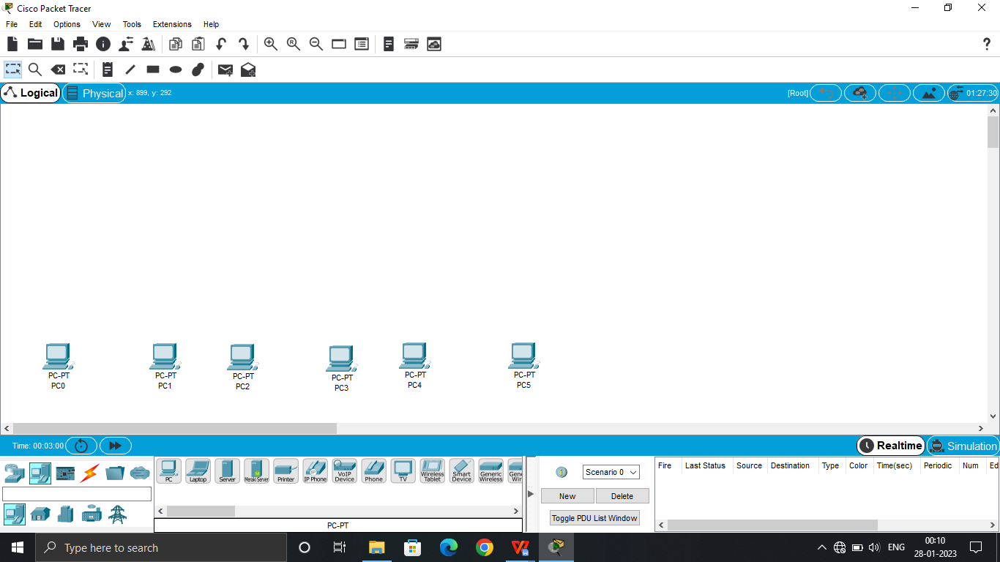 Cisco Packet Tracer
File Edit Options View Tools Extensions Help
Logical Physical x: 899, y: 292 [Root] 01:27:30
PC-PT
PC0
PC-PT
PC1
PC-PT
PC2
PC-PT
PC3
PC-PT
PC4
PC-PT
PC5
Time: 00:03:00 Realtime Simulation
PC Laptop Server Meraki Server Printer IP Phone VoIP Device Phone TV Wireless Tablet Smart Device Generic Wireless
PC-PT
Scenario 0
New Delete
Toggle PDU List Window
Fire Last Status Source Destination Type Color Time(sec) Periodic Num Ed
Type here to search
ENG
00:10
28-01-2023